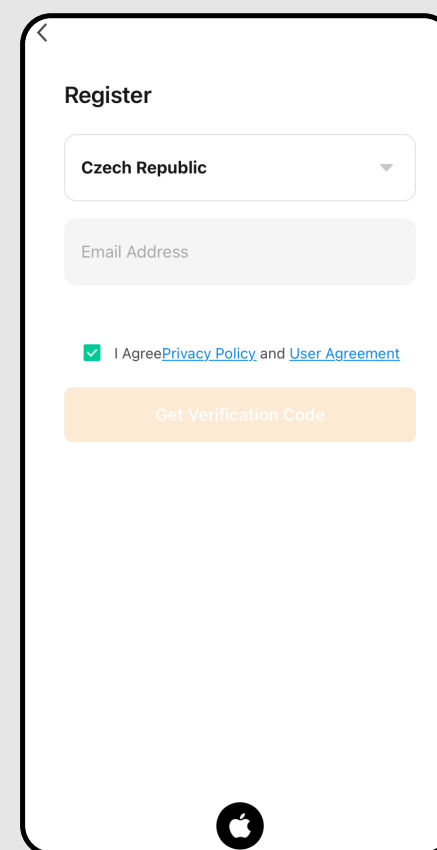 Register
Czech Republic
Email Address
I AgreePrivacy Policy and User Agreement
Get Verification Code